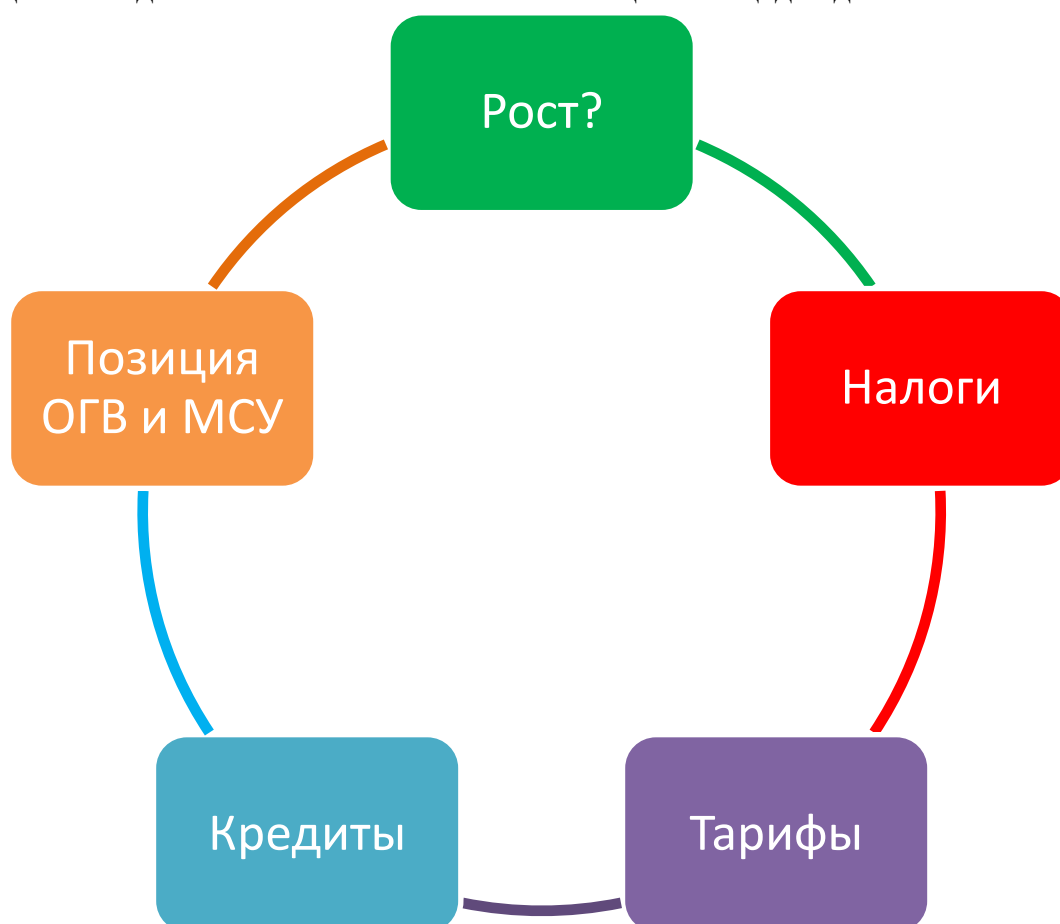 Рост?
Налоги
Тарифы
Кредиты
Позиция
ОГВ и МСУ